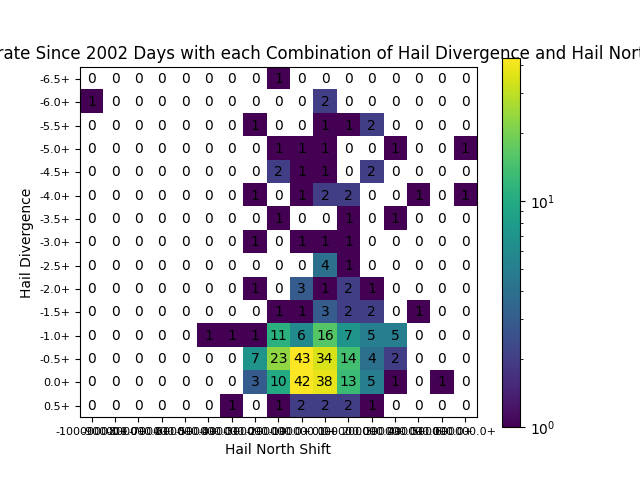 rate Since 2002 Days with each Combination of Hail Divergence and Hail Nort
-6.5+ 0 0 0 0 0 0 0 0 1 0 0 0 0 0 0 0 0
-6.0+ 1 0 0 0 0 0 0 0 0 0 2 0 0 0 0 0 0
-5.5+ 0 0 0 0 0 0 0 1 0 0 1 1 2 0 0 0 0
-5.0+ 0 0 0 0 0 0 0 0 1 1 1 0 0 1 0 0 1
-4.5+ 0 0 0 0 0 0 0 0 2 1 1 0 2 0 0 0 0
-4.0+ 0 0 0 0 0 0 0 1 0 1 2 2 0 0 1 0 1
-3.5+ 0 0 0 0 0 0 0 0 1 0 0 1 0 1 0 0 0
-3.0+ 0 0 0 0 0 0 0 1 0 1 1 1 0 0 0 0 0
-2.5+ 0 0 0 0 0 0 0 0 0 0 4 1 0 0 0 0 0
-2.0+ 0 0 0 0 0 0 0 1 0 3 1 2 1 0 0 0 0
-1.5+ 0 0 0 0 0 0 0 0 1 1 3 2 2 0 1 0 0
-1.0+ 0 0 0 0 0 1 1 1 11 6 16 7 5 5 0 0 0
-0.5+ 0 0 0 0 0 0 0 7 23 43 34 14 4 2 0 0 0
0.0+ 0 0 0 0 0 0 0 3 10 42 38 13 5 1 0 1 0
0.5+ 0 0 0 0 0 0 1 0 1 2 2 2 1 0 0 0 0
Hail North Shift
Hail Divergence
10¹
10⁰